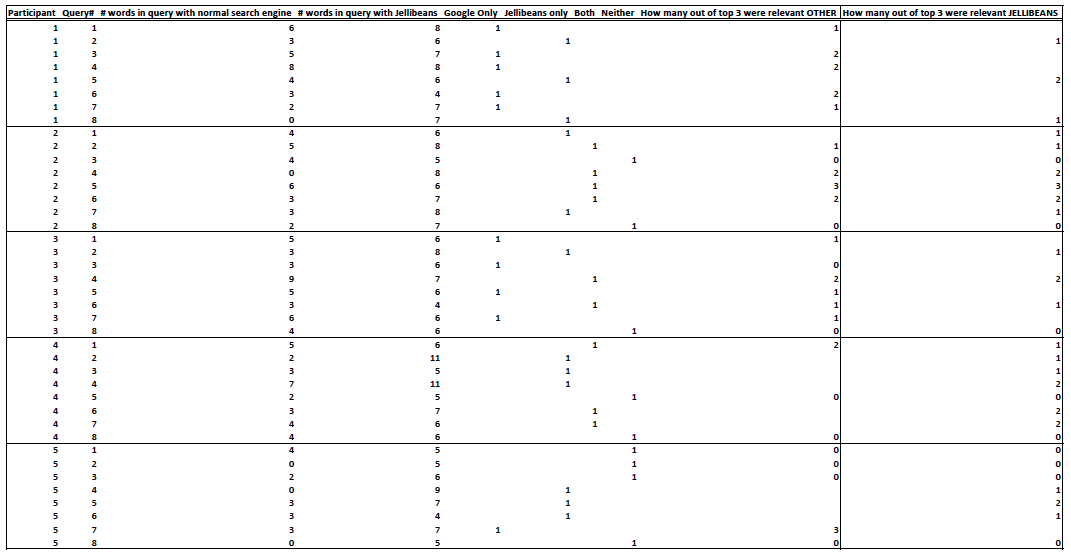 Participant Query# # words in query with normal search engine # words in query with Jellibeans Google Only Jellibeans only Both Neither How many out of top 3 were relevant OTHER How many out of top 3 were relevant JELLIBEANS
1 1 6 8 1 1
1 2 3 6 1 1
1 3 5 7 1 2
1 4 8 8 1 2
1 5 4 6 1 2
1 6 3 4 1 2
1 7 2 7 1 1
1 8 0 7 1 1
2 1 4 6 1 1
2 2 5 8 1 1 1
2 3 4 5 1 0 0
2 4 0 8 1 2 2
2 5 6 6 1 3 3
2 6 3 7 1 2 2
2 7 3 8 1 1
2 8 2 7 1 0 0
3 1 5 6 1 1
3 2 3 8 1 1
3 3 3 6 1 0
3 4 9 7 1 2 2
3 5 5 6 1 1
3 6 3 4 1 1 1
3 7 6 6 1 1
3 8 4 6 1 0 0
4 1 5 6 1 2 1
4 2 2 11 1 1
4 3 3 5 1 1
4 4 7 11 1 2
4 5 2 5 1 0 0
4 6 3 7 1 2
4 7 4 6 1 2
4 8 4 6 1 0 0
5 1 4 5 1 0 0
5 2 0 5 1 0 0
5 3 2 6 1 0 0
5 4 0 9 1 1
5 5 3 7 1 2
5 6 3 4 1 1
5 7 3 7 1 3
5 8 0 5 1 0 0